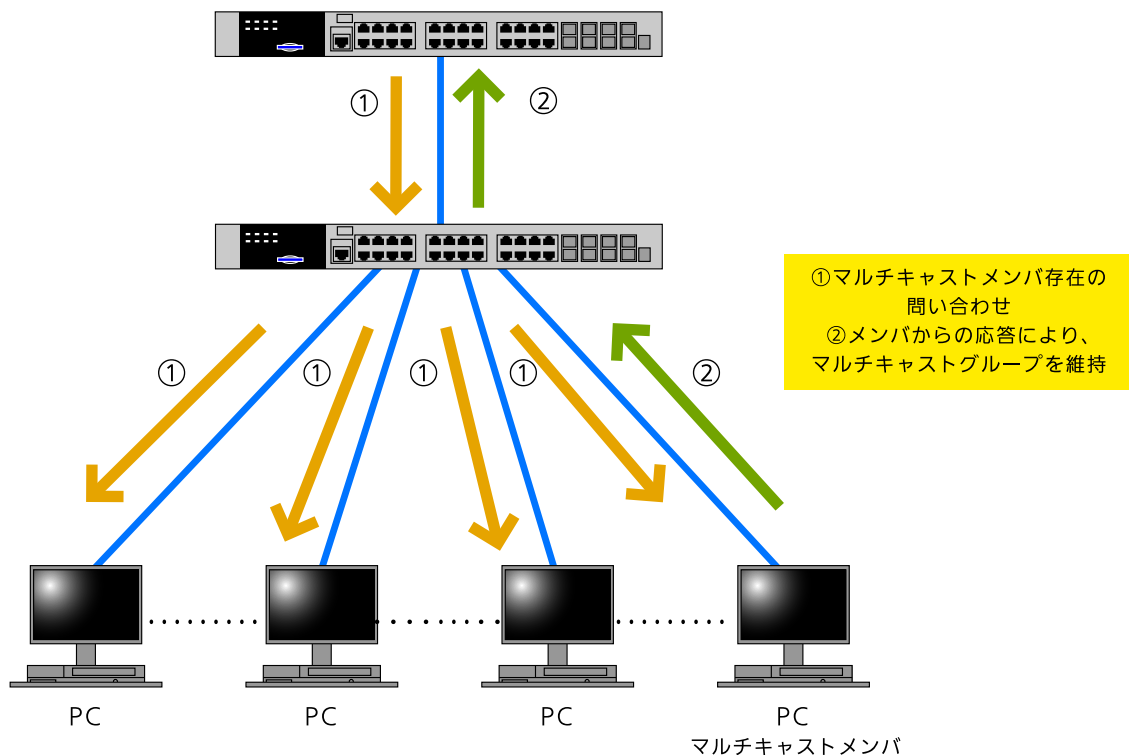 ①
②
①マルチキャストメンバ存在の
問い合わせ
②メンバからの応答により、
マルチキャストグループを維持
①
①
①
①
②
PC
PC
PC
PC
マルチキャストメンバ